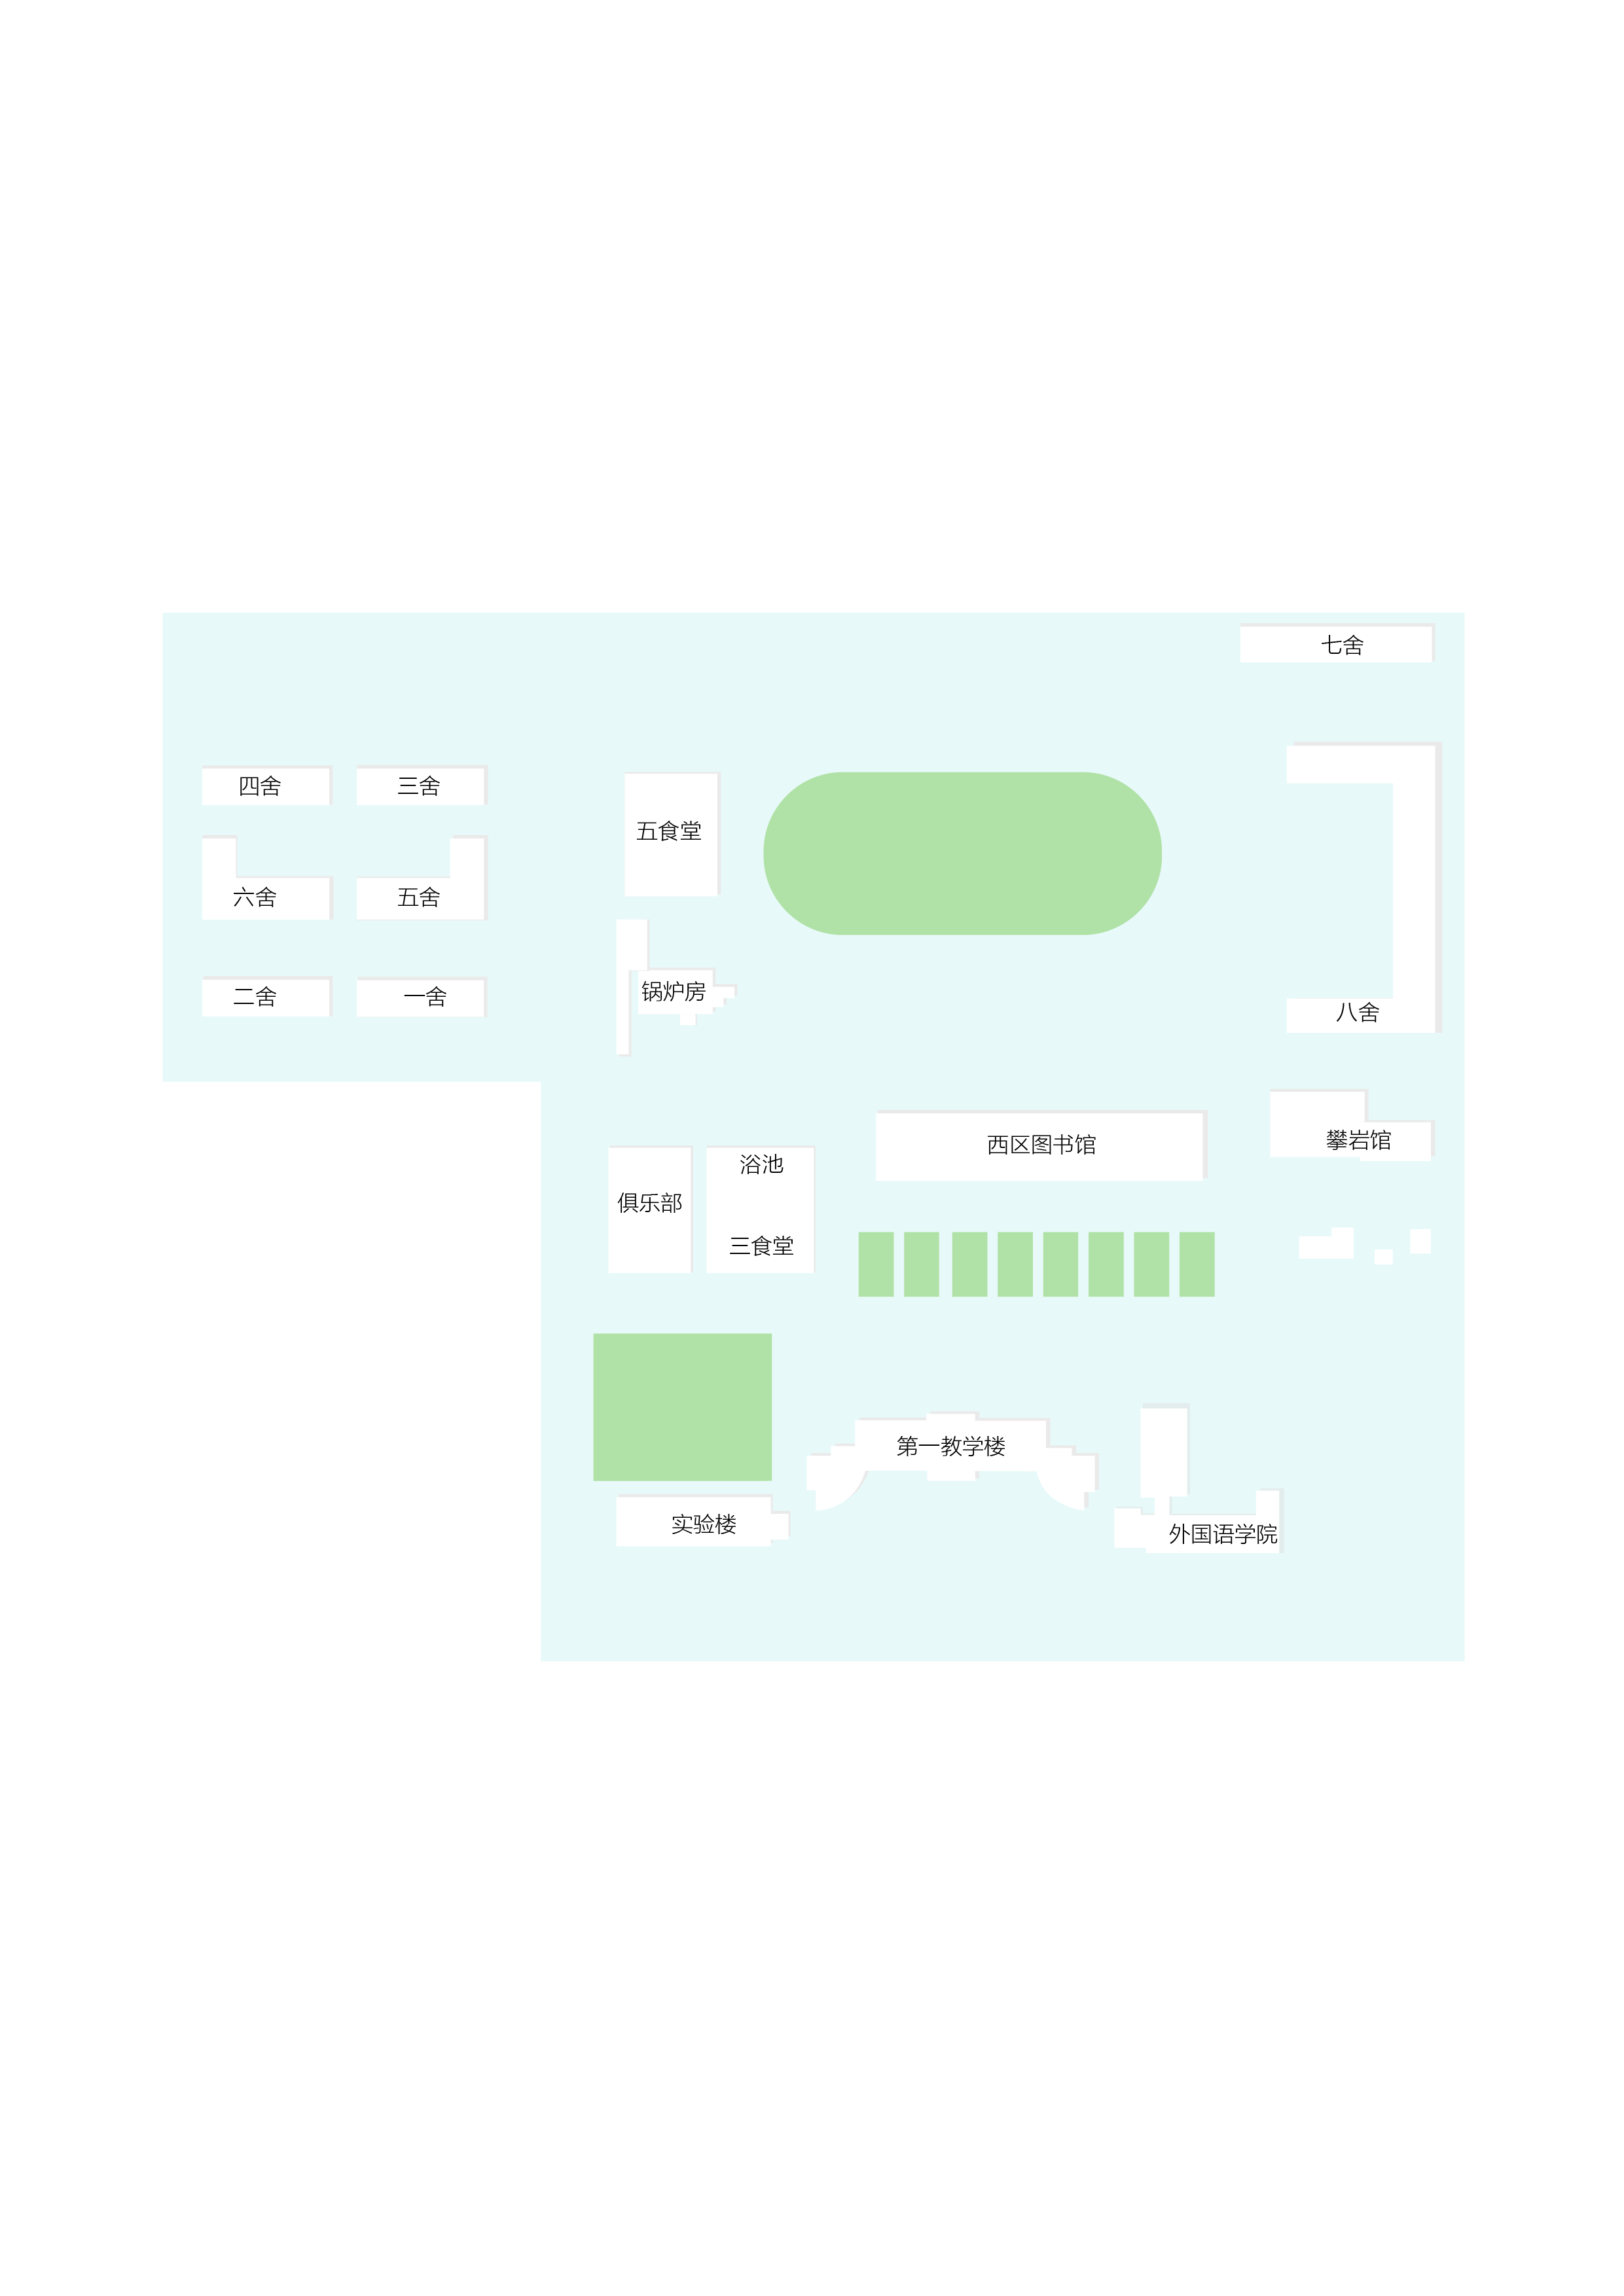 七舍
四舍
三舍
五食堂
六舍
五舍
锅炉房
二舍
一舍
八舍
攀岩馆
西区图书馆
浴池
俱乐部
三食堂
第一教学楼
实验楼
外国语学院